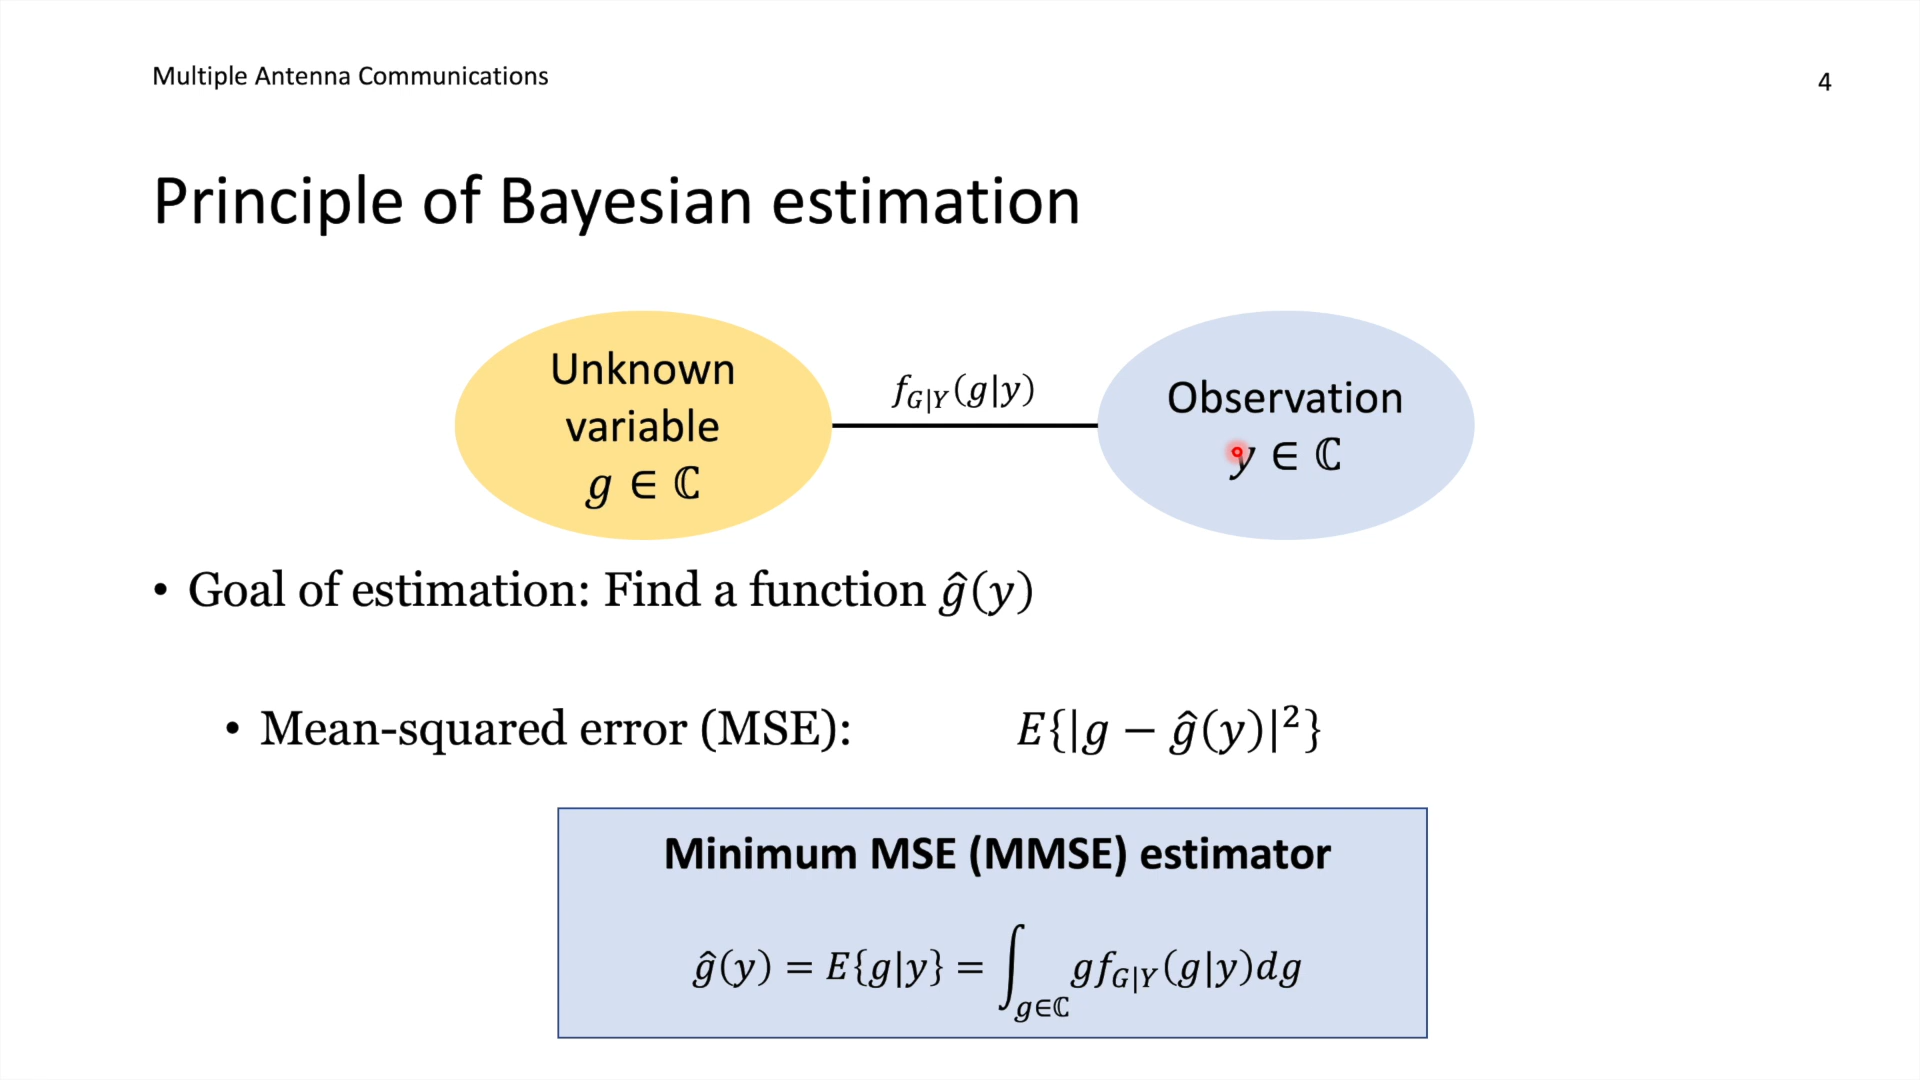 Multiple Antenna Communications
4
Principle of Bayesian estimation
Unknown
variable
g ∈ ℂ
f_{G|Y}(g|y)
Observation
y ∈ ℂ
• Goal of estimation: Find a function ĝ(y)
• Mean-squared error (MSE): E{|g − ĝ(y)|²}
Minimum MSE (MMSE) estimator
ĝ(y) = E{g|y} = ∫_{g∈ℂ} g f_{G|Y}(g|y)dg